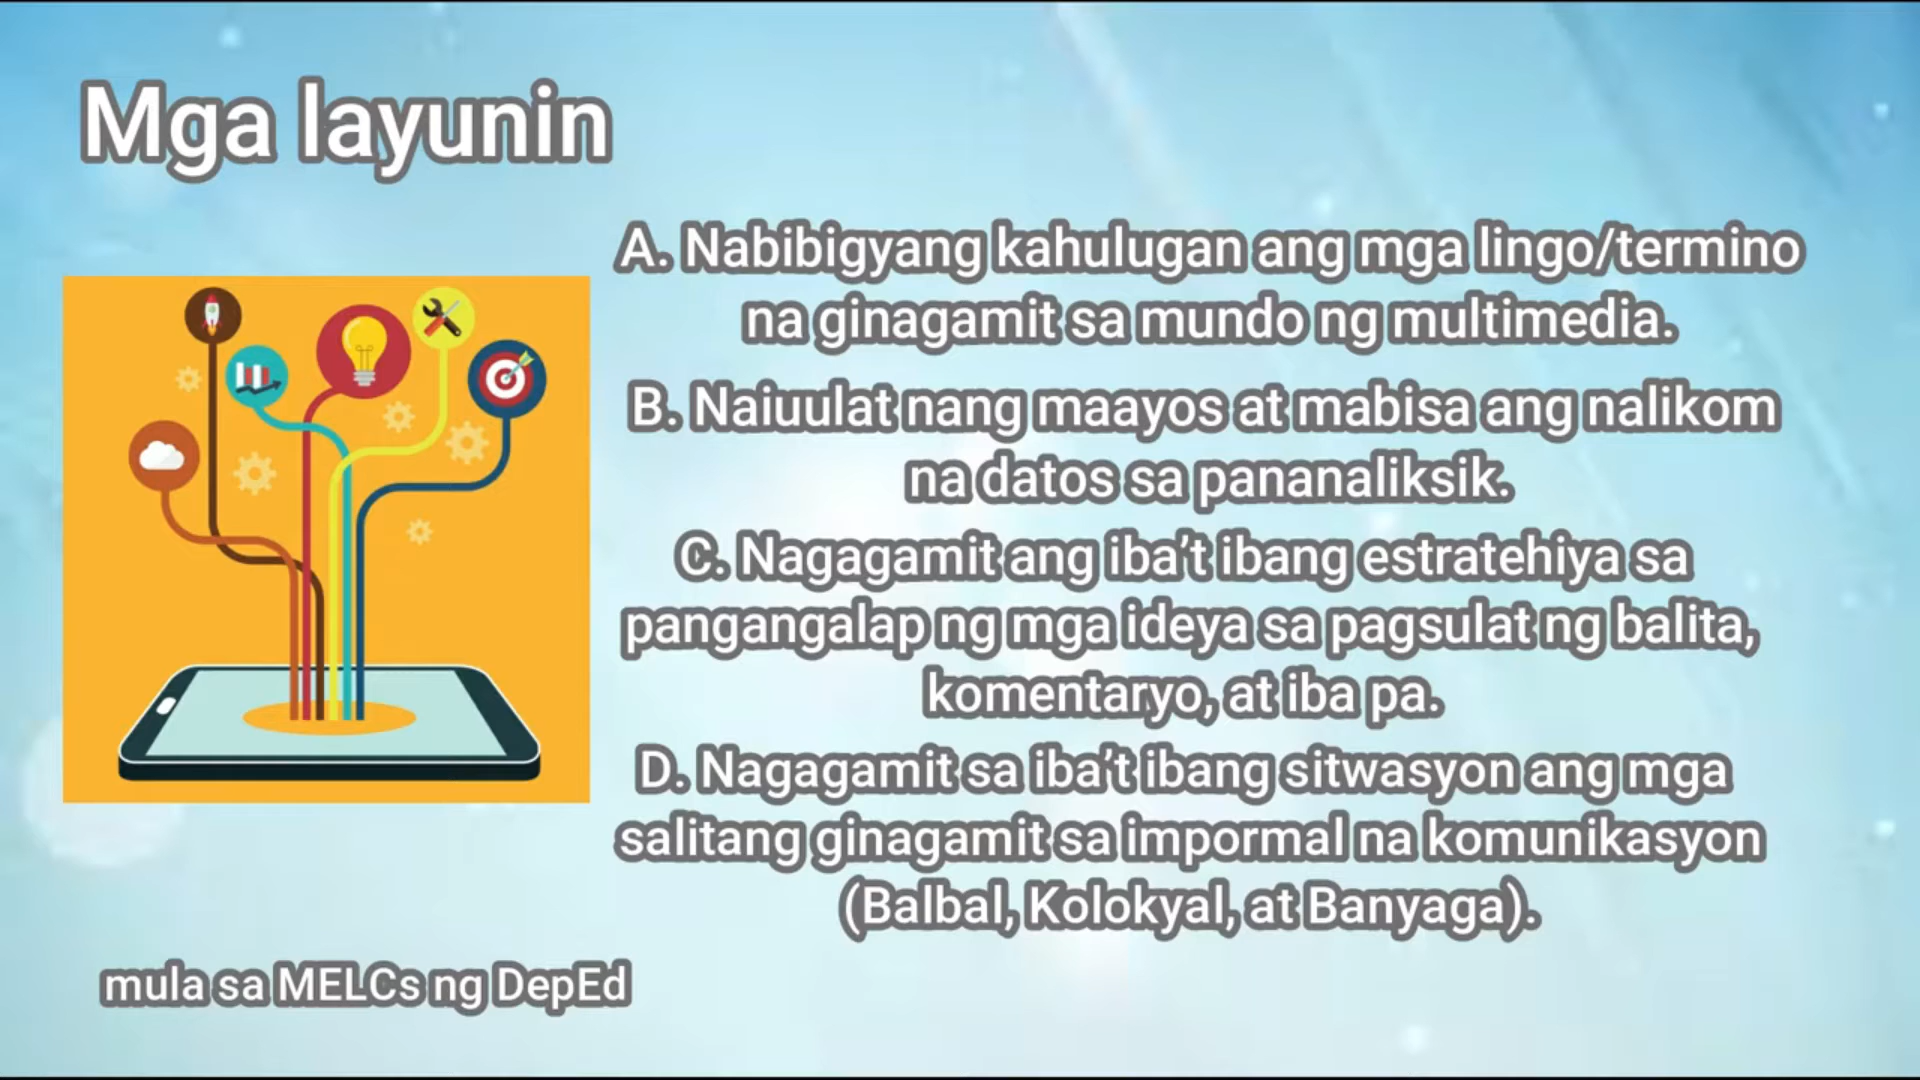 Mga layunin
A. Nabibigyang kahulugan ang mga lingo/termino
na ginagamit sa mundo ng multimedia.
B. Naiuulat nang maayos at mabisa ang nalikom
na datos sa pananaliksik.
C. Nagagamit ang iba't ibang estratehiya sa
pangangalap ng mga ideya sa pagsulat ng balita,
komentaryo, at iba pa.
D. Nagagamit sa iba't ibang sitwasyon ang mga
salitang ginagamit sa impormal na komunikasyon
(Balbal, Kolokyal, at Banyaga).
mula sa MELCs ng DepEd